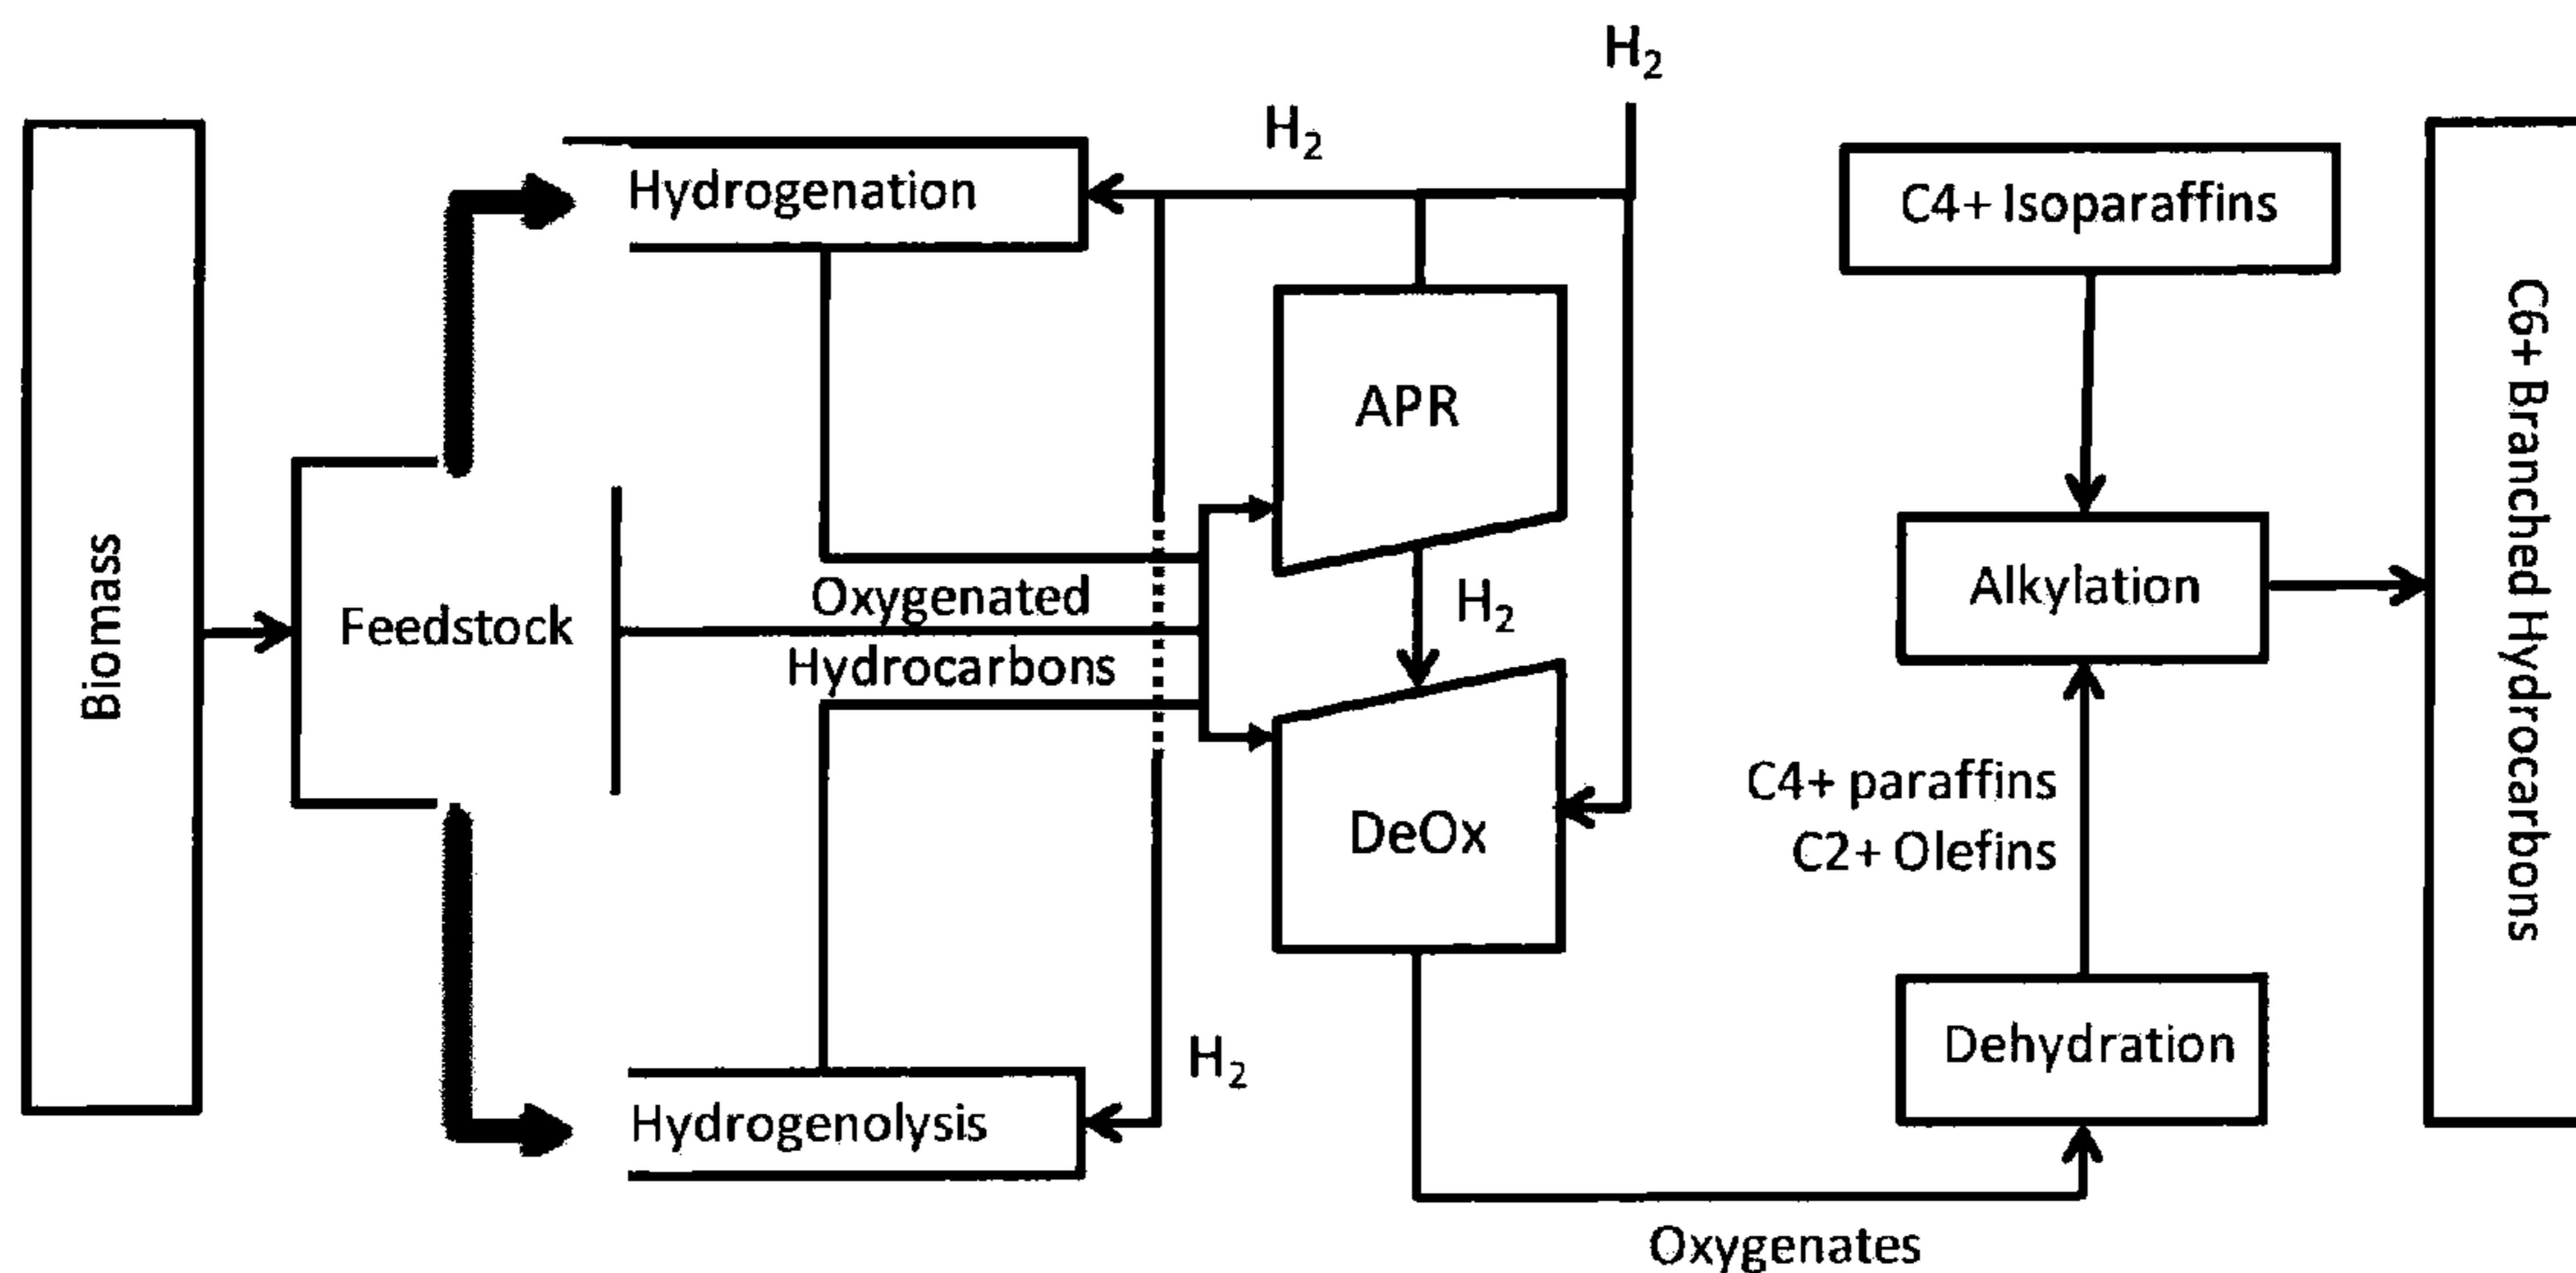 Biomass
Feedstock
Hydrogenation
H₂
H₂
Oxygenated
Hydrocarbons
APR
H₂
DeOx
Hydrogenolysis
H₂
Oxygenates
C4+ Isoparaffins
Alkylation
C4+ paraffins
C2+ Olefins
Dehydration
C6+ Branched Hydrocarbons